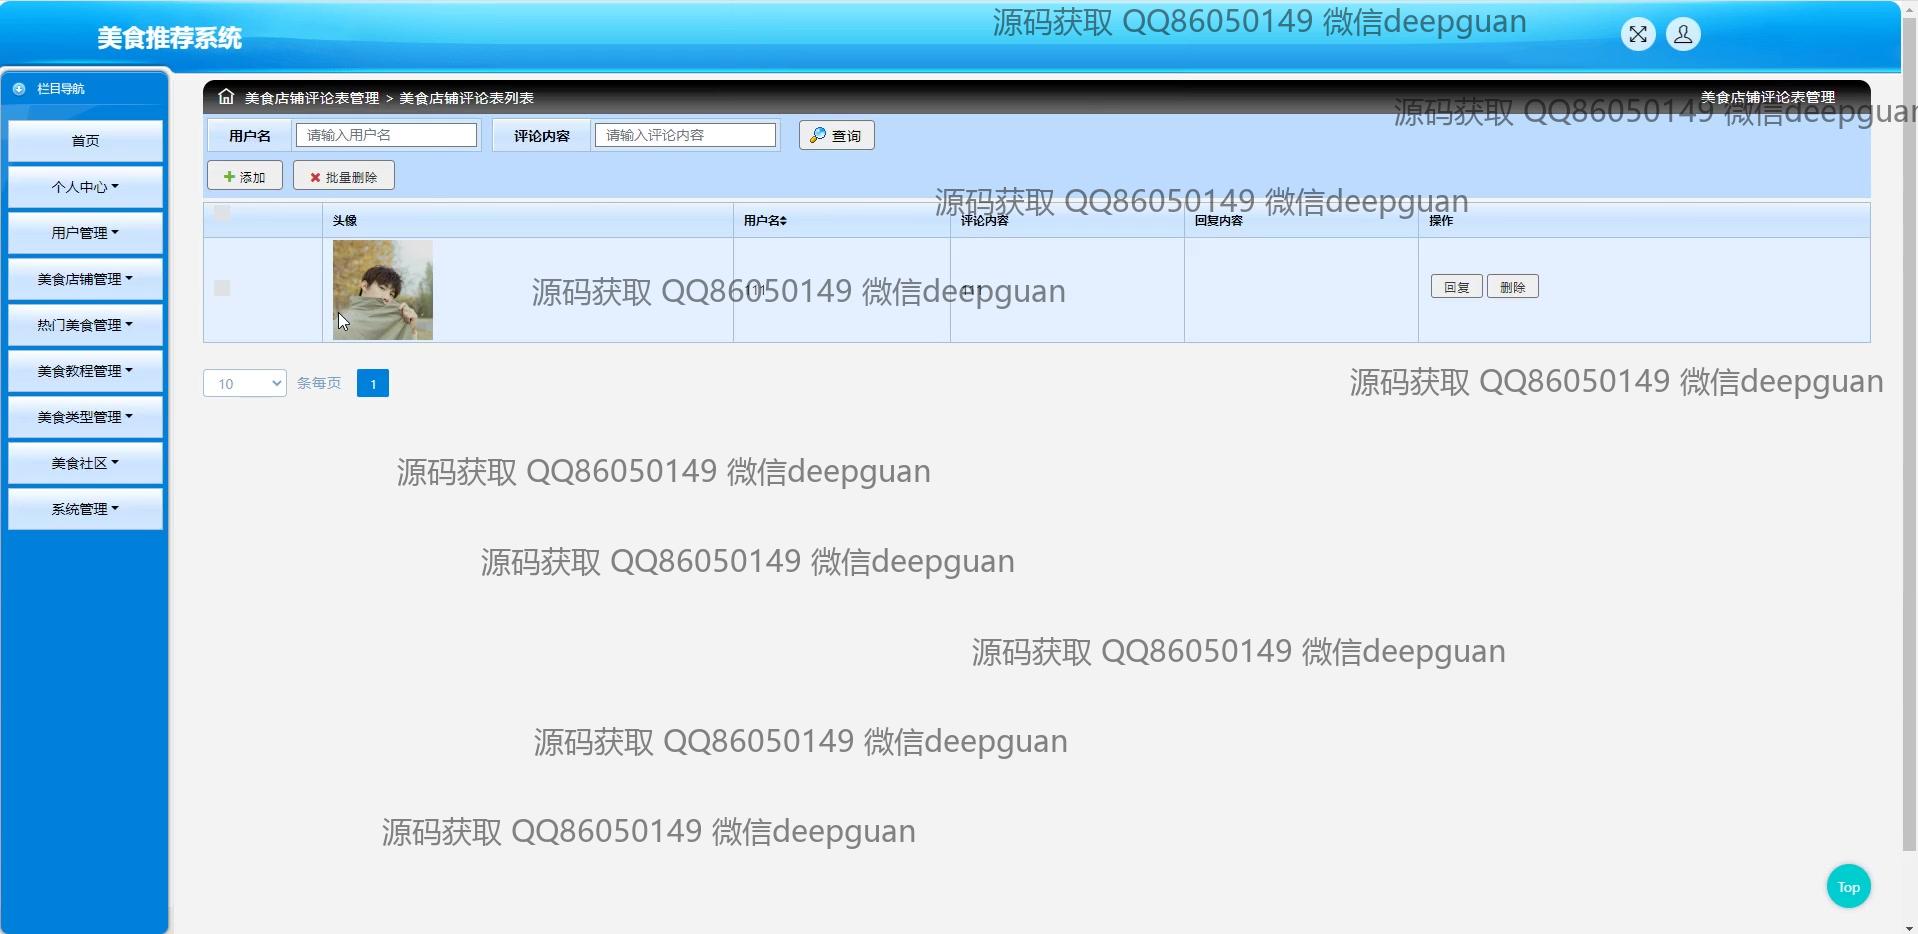 源码获取 QQ86050149 微信deepguan
美食推荐系统
栏目导航
首页
个人中心
用户管理
美食店铺管理
热门美食管理
美食教程管理
美食类型管理
美食社区
系统管理
美食店铺评论表管理 > 美食店铺评论表列表
美食店铺评论表管理
源码获取 QQ86050149 微信deepguan
用户名 请输入用户名 评论内容 请输入评论内容 查询
添加 批量删除
源码获取 QQ86050149 微信deepguan
头像 用户名 评论内容 回复内容 操作
111 111 回复 删除
源码获取 QQ86050149 微信deepguan
10 条每页 1
源码获取 QQ86050149 微信deepguan
源码获取 QQ86050149 微信deepguan
源码获取 QQ86050149 微信deepguan
源码获取 QQ86050149 微信deepguan
源码获取 QQ86050149 微信deepguan
源码获取 QQ86050149 微信deepguan
Top